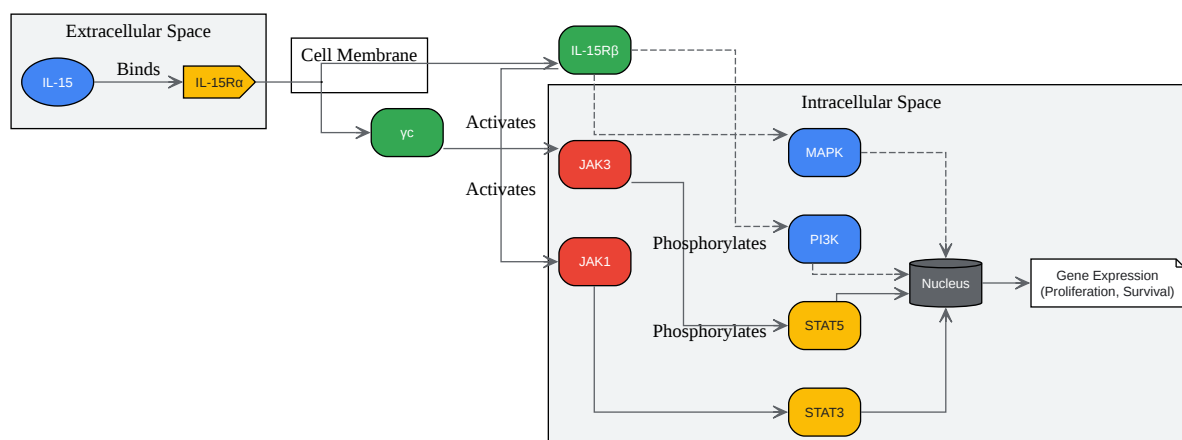 Extracellular Space
IL-15
Binds
IL-15Rα
Cell Membrane
IL-15Rβ
γc
Activates
Activates
Intracellular Space
JAK3
JAK1
MAPK
Phosphorylates
PI3K
Phosphorylates
STAT5
STAT3
Nucleus
Gene Expression
(Proliferation, Survival)